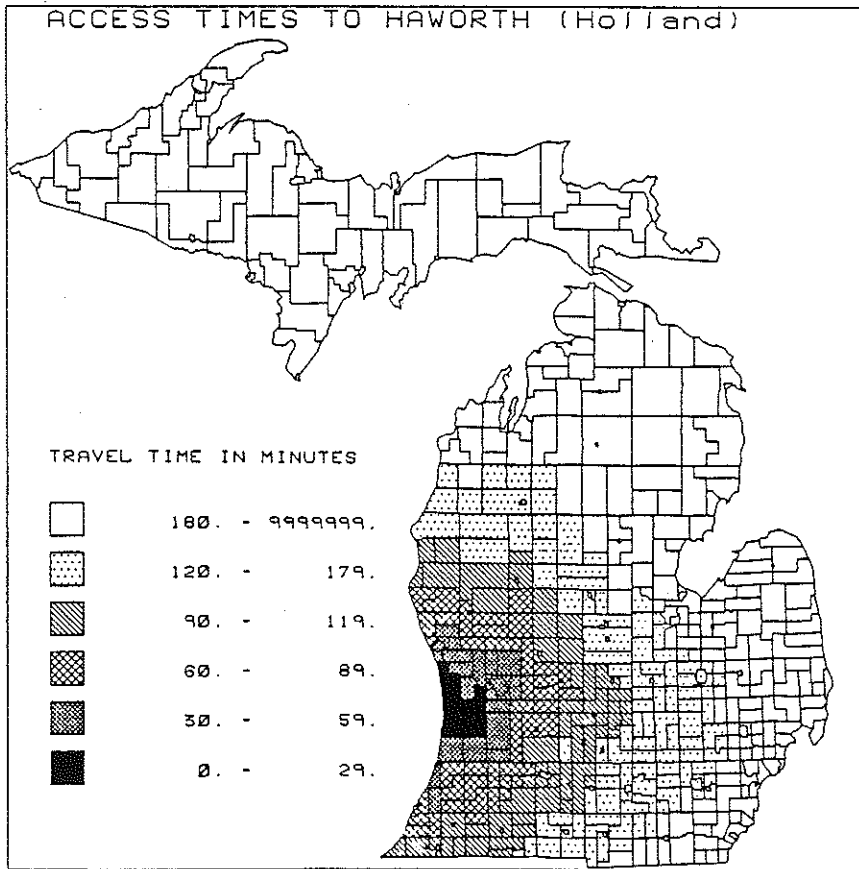 ACCESS TIMES TO HAWORTH (Holland)
TRAVEL TIME IN MINUTES
180. - 9999999.
120. - 179.
90. - 119.
60. - 89.
30. - 59.
0. - 29.